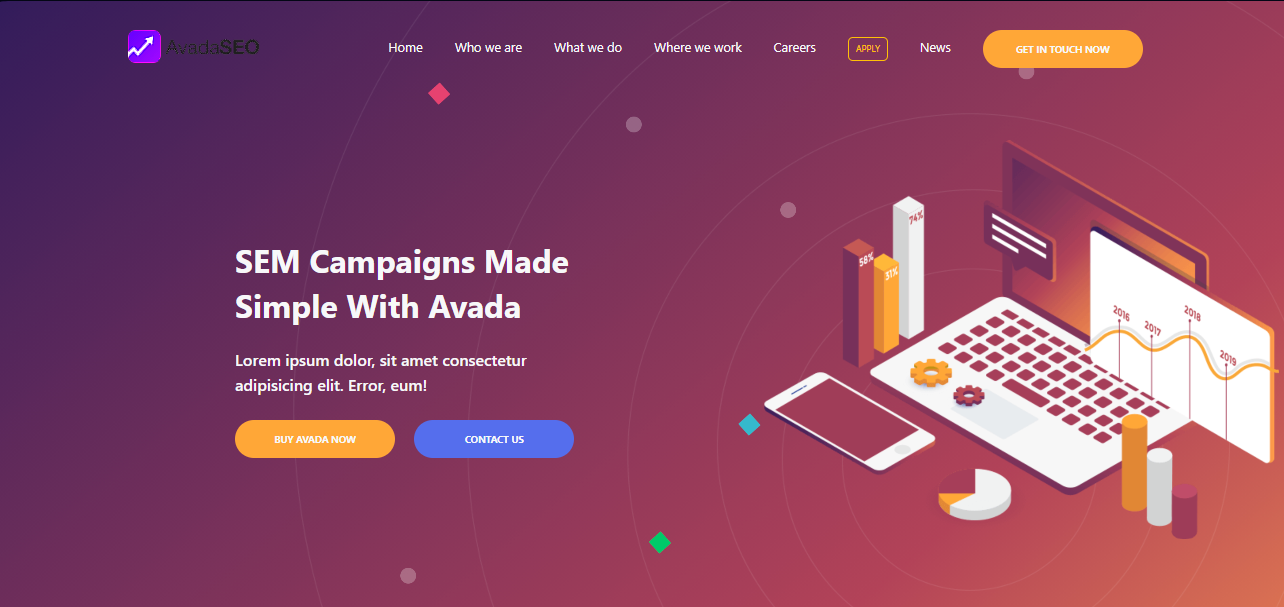 AvadaSEO
Home
Who we are
What we do
Where we work
Careers
APPLY
News
GET IN TOUCH NOW
SEM Campaigns Made
Simple With Avada
Lorem ipsum dolor, sit amet consectetur
adipisicing elit. Error, eum!
BUY AVADA NOW
CONTACT US
74%
58%
31%
2016
2017
2018
2019